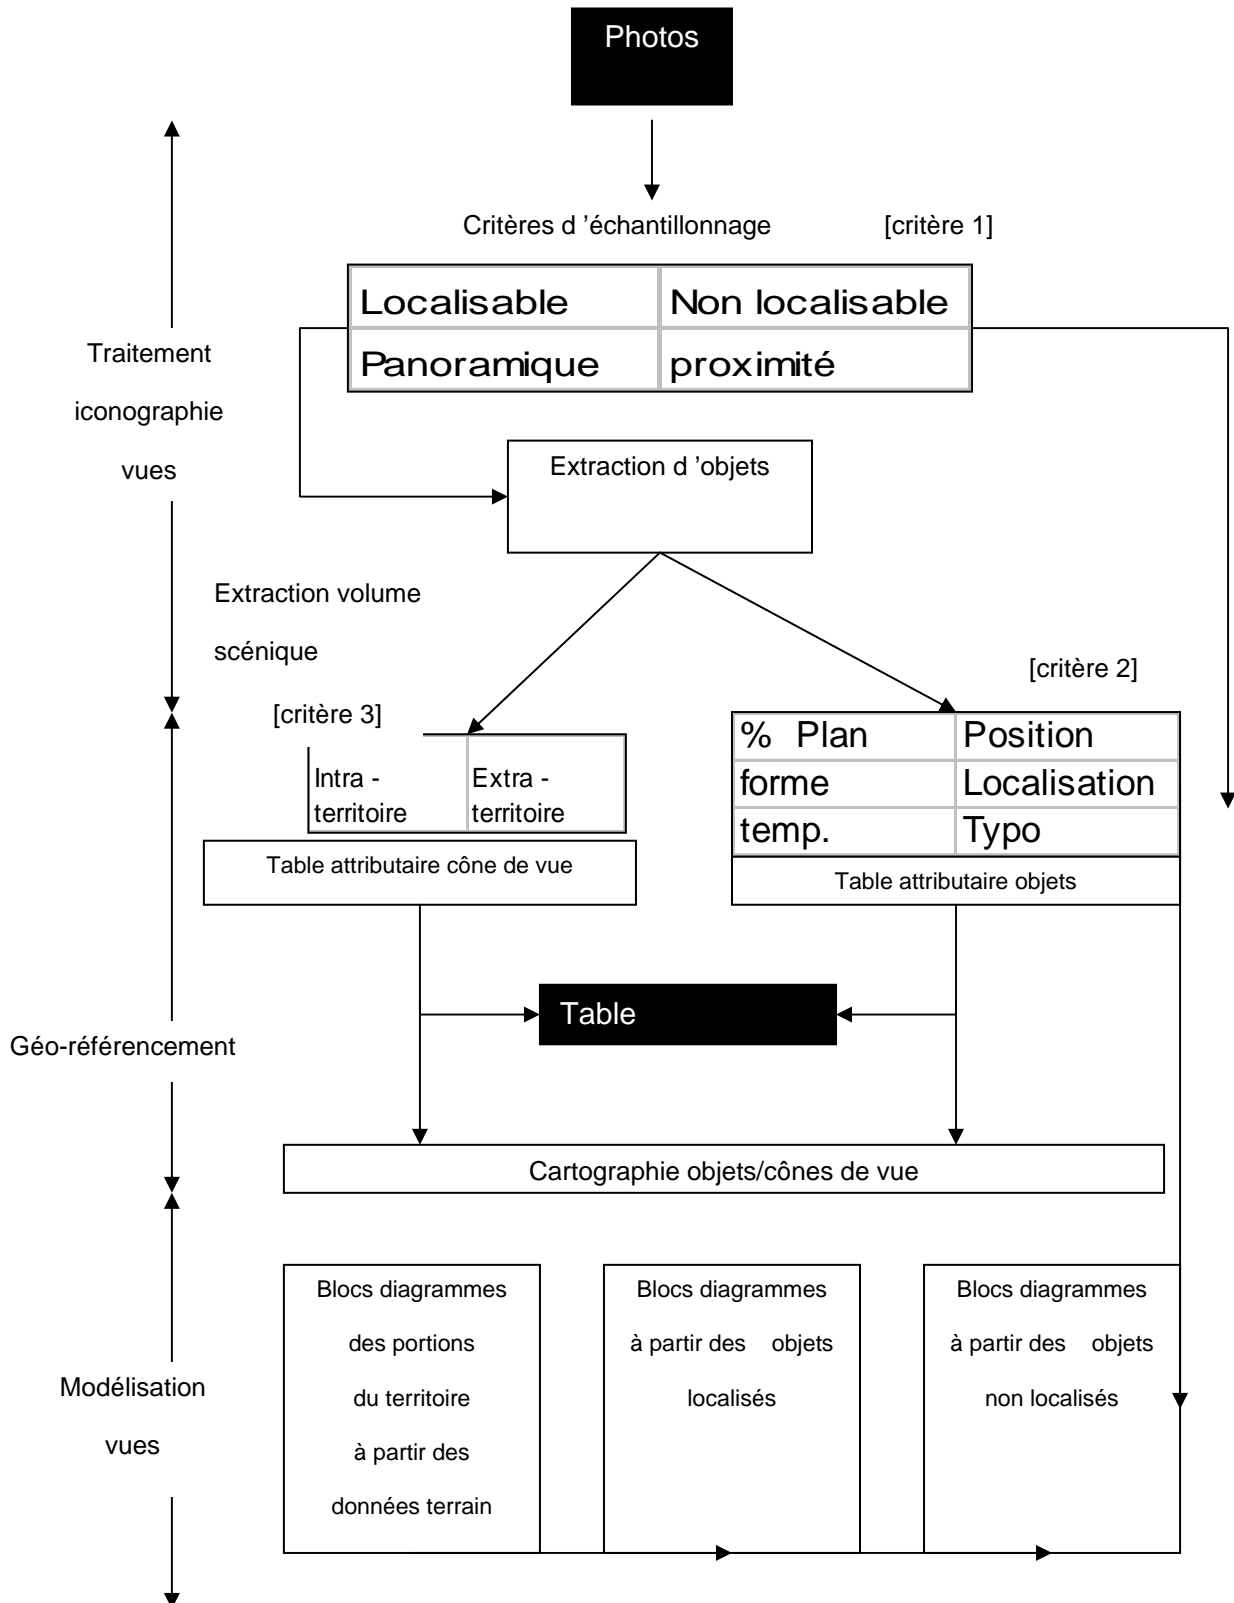 Photos
Critères d ’échantillonnage [critère 1]
Localisable Non localisable
Panoramique proximité
Traitement
iconographie
vues
Extraction d ’objets
Extraction volume
scénique
[critère 2]
[critère 3]
Intra -
territoire
Extra -
territoire
% Plan Position
forme Localisation
temp. Typo
Table attributaire cône de vue
Table attributaire objets
Table
Géo-référencement
Cartographie objets/cônes de vue
Modélisation
vues
Blocs diagrammes
des portions
du territoire
à partir des
données terrain
Blocs diagrammes
à partir des objets
localisés
Blocs diagrammes
à partir des objets
non localisés